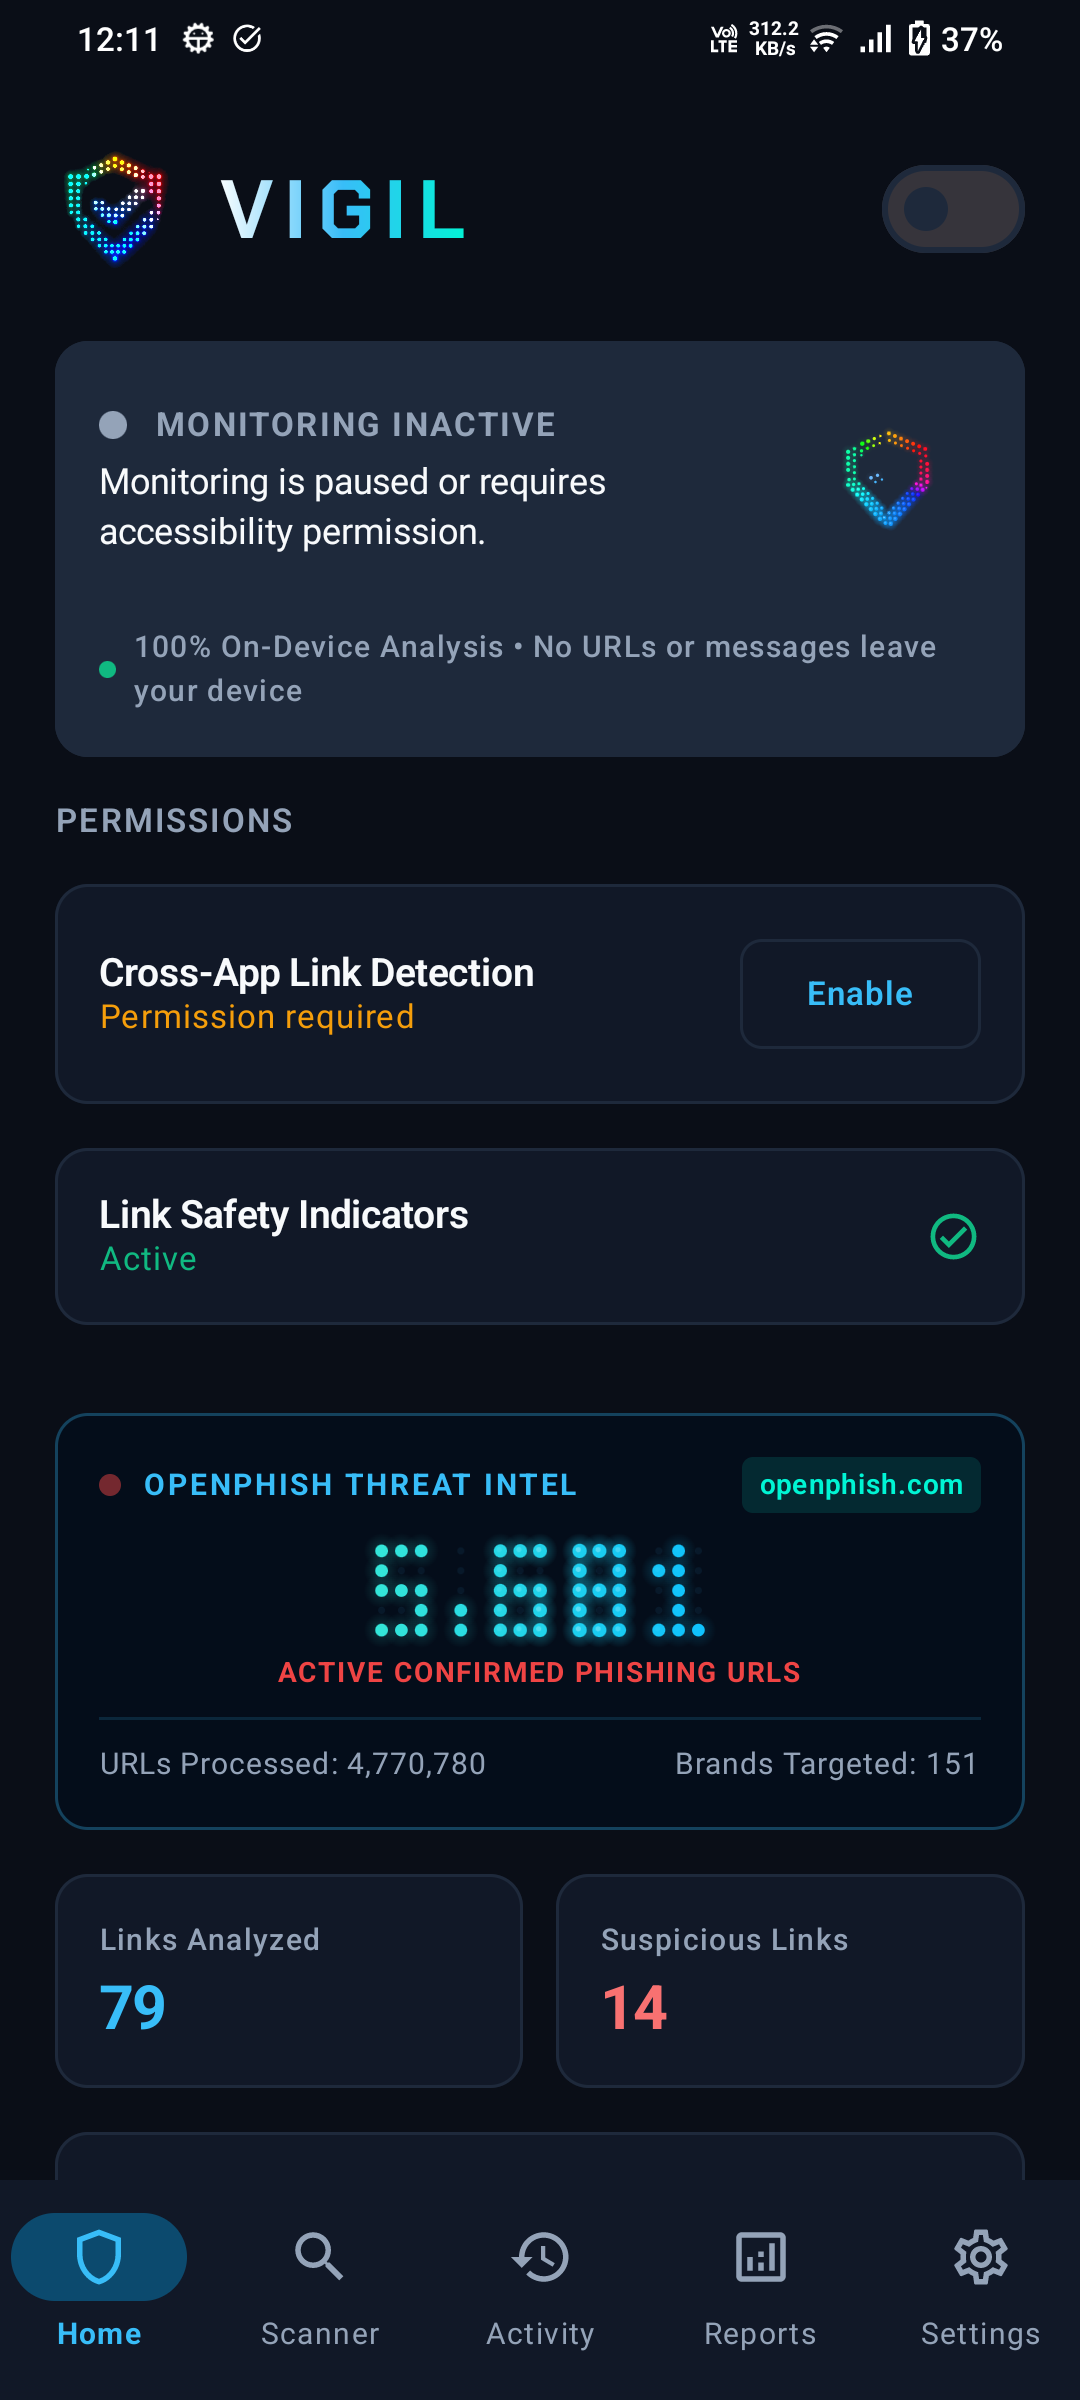 12:11
Vo)) LTE 312.2 KB/s 37%
VIGIL
MONITORING INACTIVE
Monitoring is paused or requires
accessibility permission.
100% On-Device Analysis • No URLs or messages leave
your device
PERMISSIONS
Cross-App Link Detection
Permission required
Enable
Link Safety Indicators
Active
OPENPHISH THREAT INTEL
openphish.com
5,681
ACTIVE CONFIRMED PHISHING URLS
URLs Processed: 4,770,780
Brands Targeted: 151
Links Analyzed
79
Suspicious Links
14
Home
Scanner
Activity
Reports
Settings